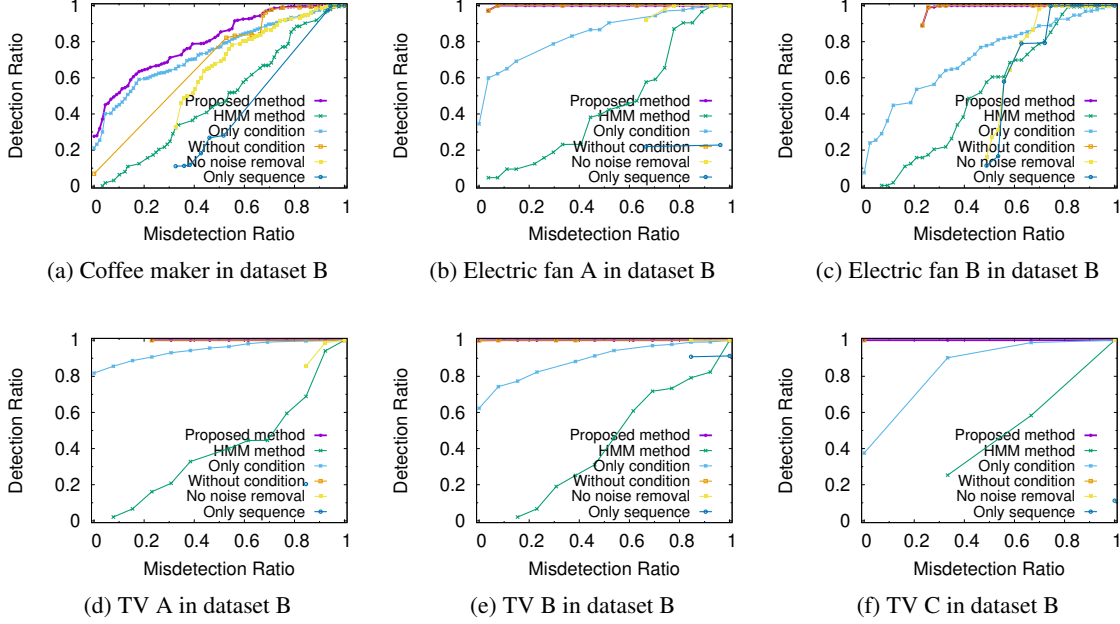 Detection Ratio
1
0.8
0.6
0.4
0.2
0
Proposed method
HMM method
Only condition
Without condition
No noise removal
Only sequence
0 0.2 0.4 0.6 0.8 1
Misdetection Ratio
(a) Coffee maker in dataset B
Detection Ratio
1
0.8
0.6
0.4
0.2
0
Proposed method
HMM method
Only condition
Without condition
No noise removal
Only sequence
0 0.2 0.4 0.6 0.8 1
Misdetection Ratio
(b) Electric fan A in dataset B
Detection Ratio
1
0.8
0.6
0.4
0.2
0
Proposed method
HMM method
Only condition
Without condition
No noise removal
Only sequence
0 0.2 0.4 0.6 0.8 1
Misdetection Ratio
(c) Electric fan B in dataset B
Detection Ratio
1
0.8
0.6
0.4
0.2
0
Proposed method
HMM method
Only condition
Without condition
No noise removal
Only sequence
0 0.2 0.4 0.6 0.8 1
Misdetection Ratio
(d) TV A in dataset B
Detection Ratio
1
0.8
0.6
0.4
0.2
0
Proposed method
HMM method
Only condition
Without condition
No noise removal
Only sequence
0 0.2 0.4 0.6 0.8 1
Misdetection Ratio
(e) TV B in dataset B
Detection Ratio
1
0.8
0.6
0.4
0.2
0
Proposed method
HMM method
Only condition
Without condition
No noise removal
Only sequence
0 0.2 0.4 0.6 0.8 1
Misdetection Ratio
(f) TV C in dataset B